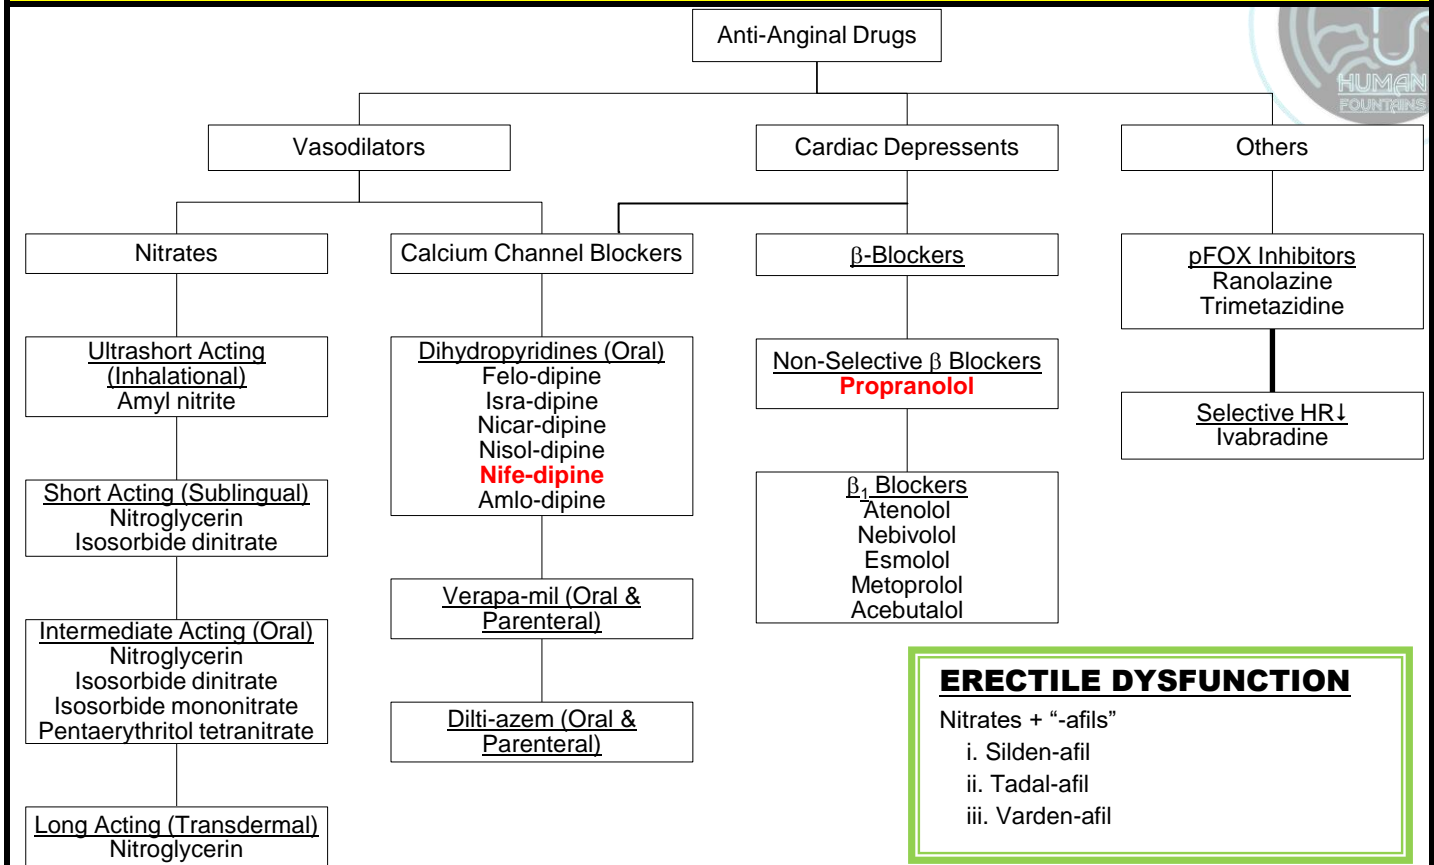 Anti-Anginal Drugs
HUMAN
FOUNTAINS
Vasodilators
Cardiac Depressents
Others
Nitrates
Calcium Channel Blockers
β-Blockers
pFOX Inhibitors
Ranolazine
Trimetazidine
Ultrashort Acting
(Inhalational)
Amyl nitrite
Dihydropyridines (Oral)
Felo-dipine
Isra-dipine
Nicar-dipine
Nisol-dipine
Nife-dipine
Amlo-dipine
Non-Selective β Blockers
Propranolol
Selective HR↓
Ivabradine
Short Acting (Sublingual)
Nitroglycerin
Isosorbide dinitrate
β1 Blockers
Atenolol
Nebivolol
Esmolol
Metoprolol
Acebutalol
Verapa-mil (Oral &
Parenteral)
Intermediate Acting (Oral)
Nitroglycerin
Isosorbide dinitrate
Isosorbide mononitrate
Pentaerythritol tetranitrate
Dilti-azem (Oral &
Parenteral)
Long Acting (Transdermal)
Nitroglycerin
ERECTILE DYSFUNCTION
Nitrates + “-afils”
i. Silden-afil
ii. Tadal-afil
iii. Varden-afil